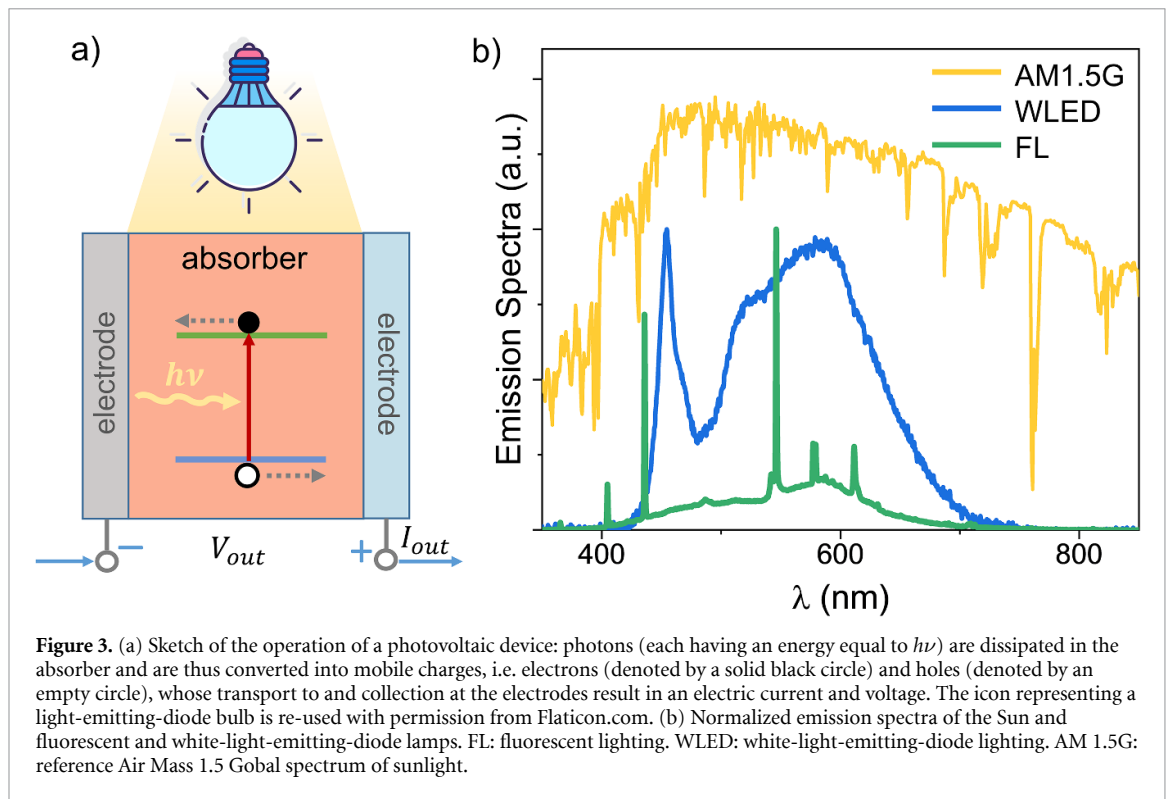 a)
absorber
electrode
electrode
hν
−
V_out
+
I_out
b)
AM1.5G
WLED
FL
Emission Spectra (a.u.)
400
600
800
λ (nm)
Figure 3. (a) Sketch of the operation of a photovoltaic device: photons (each having an energy equal to hν) are dissipated in the
absorber and are thus converted into mobile charges, i.e. electrons (denoted by a solid black circle) and holes (denoted by an
empty circle), whose transport to and collection at the electrodes result in an electric current and voltage. The icon representing a
light-emitting-diode bulb is re-used with permission from Flaticon.com. (b) Normalized emission spectra of the Sun and
fluorescent and white-light-emitting-diode lamps. FL: fluorescent lighting. WLED: white-light-emitting-diode lighting. AM 1.5G:
reference Air Mass 1.5 Gobal spectrum of sunlight.